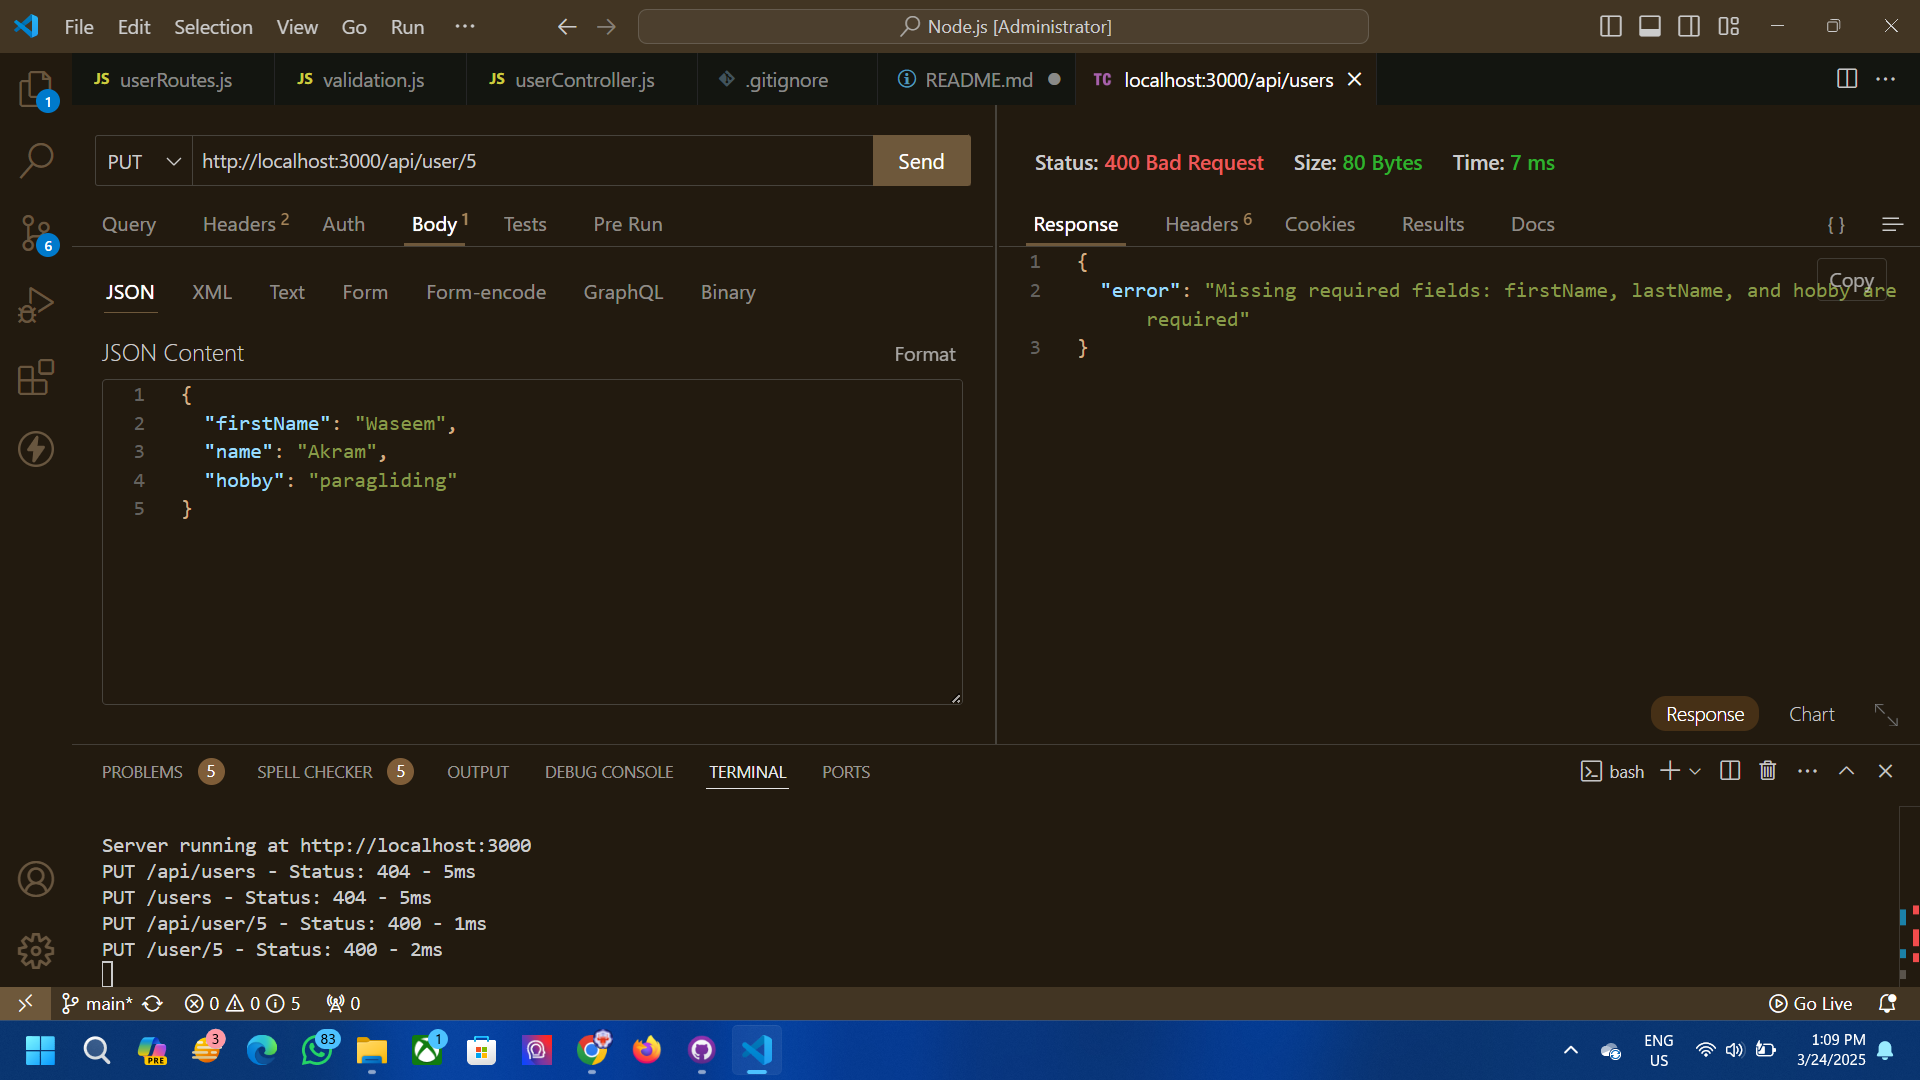 File Edit Selection View Go Run ··· Node.js [Administrator]
JS userRoutes.js JS validation.js JS userController.js .gitignore README.md TC localhost:3000/api/users
1
6
PUT http://localhost:3000/api/user/5 Send
Query Headers 2 Auth Body 1 Tests Pre Run
JSON XML Text Form Form-encode GraphQL Binary
JSON Content Format
1 {
2 "firstName": "Waseem",
3 "name": "Akram",
4 "hobby": "paragliding"
5 }
Status: 400 Bad Request Size: 80 Bytes Time: 7 ms
Response Headers 6 Cookies Results Docs { }
Copy
1 {
2 "error": "Missing required fields: firstName, lastName, and hobby are
required"
3 }
Response Chart
PROBLEMS 5 SPELL CHECKER 5 OUTPUT DEBUG CONSOLE TERMINAL PORTS bash
Server running at http://localhost:3000
PUT /api/users - Status: 404 - 5ms
PUT /users - Status: 404 - 5ms
PUT /api/user/5 - Status: 400 - 1ms
PUT /user/5 - Status: 400 - 2ms
main* 0 0 5 0 Go Live
PRE 3 83 1 ENG 1:09 PM
US 3/24/2025